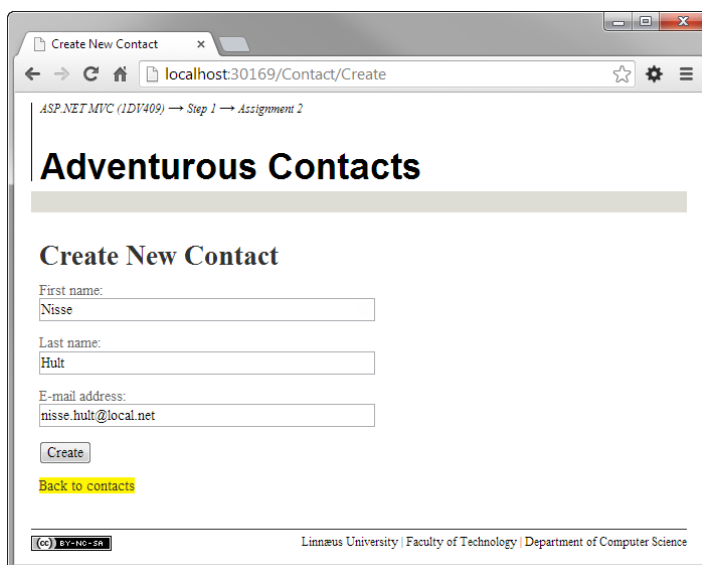 Create New Contact
localhost:30169/Contact/Create
ASP.NET MVC (1DV409) → Step 1 → Assignment 2
Adventurous Contacts
Create New Contact
First name:
Nisse
Last name:
Hult
E-mail address:
nisse.hult@local.net
Create
Back to contacts
(cc) BY-NC-SA
Linnæus University | Faculty of Technology | Department of Computer Science